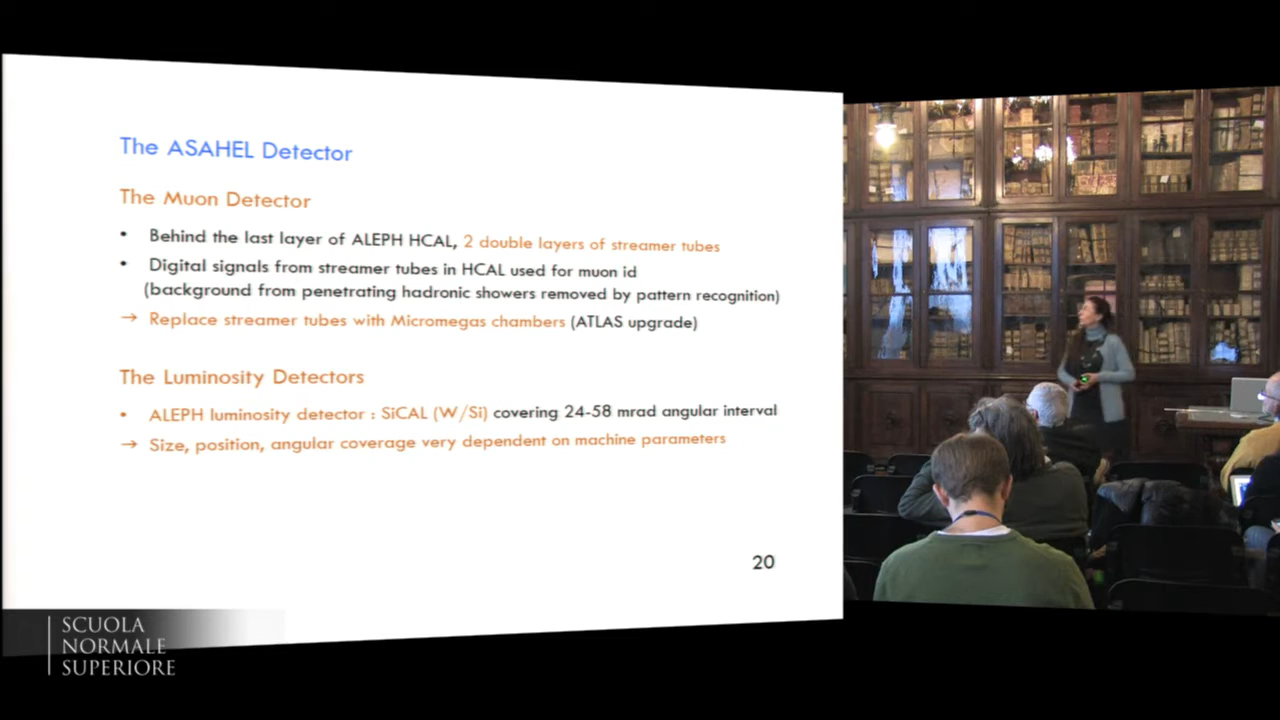 The ASAHEL Detector
The Muon Detector
• Behind the last layer of ALEPH HCAL, 2 double layers of streamer tubes
• Digital signals from streamer tubes in HCAL used for muon id
(background from penetrating hadronic showers removed by pattern recognition)
→ Replace streamer tubes with Micromegas chambers (ATLAS upgrade)
The Luminosity Detectors
• ALEPH luminosity detector : SiCAL (W/Si) covering 24-58 mrad angular interval
→ Size, position, angular coverage very dependent on machine parameters
20
SCUOLA
NORMALE
SUPERIORE